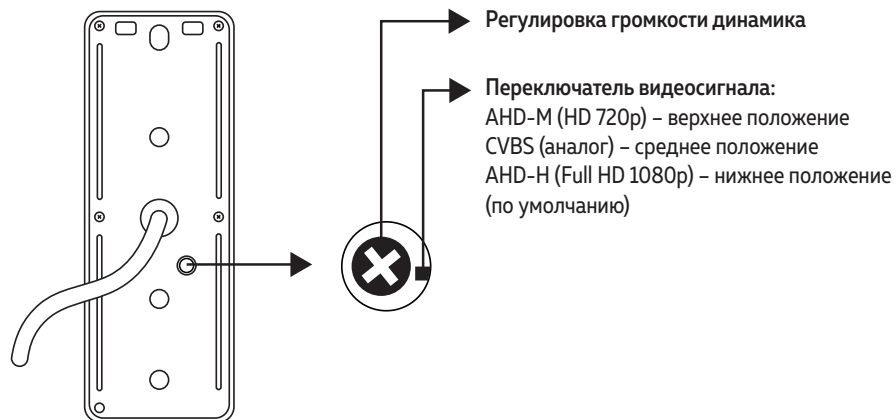 Регулировка громкости динамика
Переключатель видеосигнала:
AHD-M (HD 720p) – верхнее положение
CVBS (аналог) – среднее положение
AHD-H (Full HD 1080p) – нижнее положение
(по умолчанию)